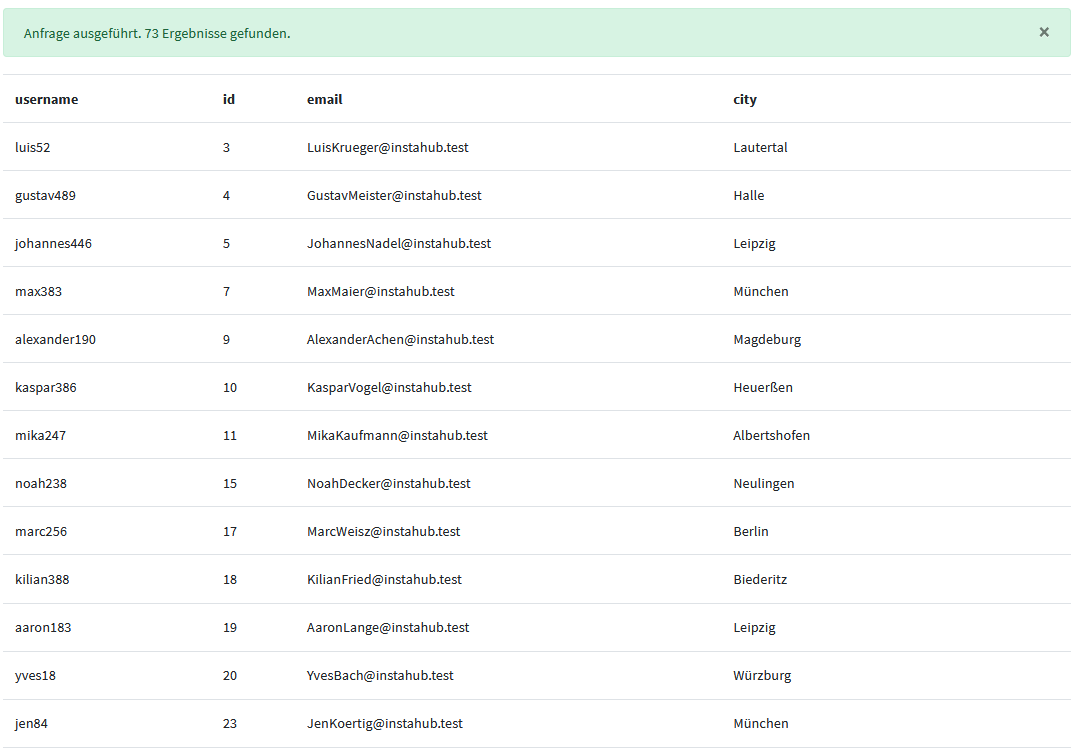 Anfrage ausgeführt. 73 Ergebnisse gefunden. ×
username id email city
luis52 3 LuisKrueger@instahub.test Lautertal
gustav489 4 GustavMeister@instahub.test Halle
johannes446 5 JohannesNadel@instahub.test Leipzig
max383 7 MaxMaier@instahub.test München
alexander190 9 AlexanderAchen@instahub.test Magdeburg
kaspar386 10 KasparVogel@instahub.test Heuerßen
mika247 11 MikaKaufmann@instahub.test Albertshofen
noah238 15 NoahDecker@instahub.test Neulingen
marc256 17 MarcWeisz@instahub.test Berlin
kilian388 18 KilianFried@instahub.test Biederitz
aaron183 19 AaronLange@instahub.test Leipzig
yves18 20 YvesBach@instahub.test Würzburg
jen84 23 JenKoertig@instahub.test München